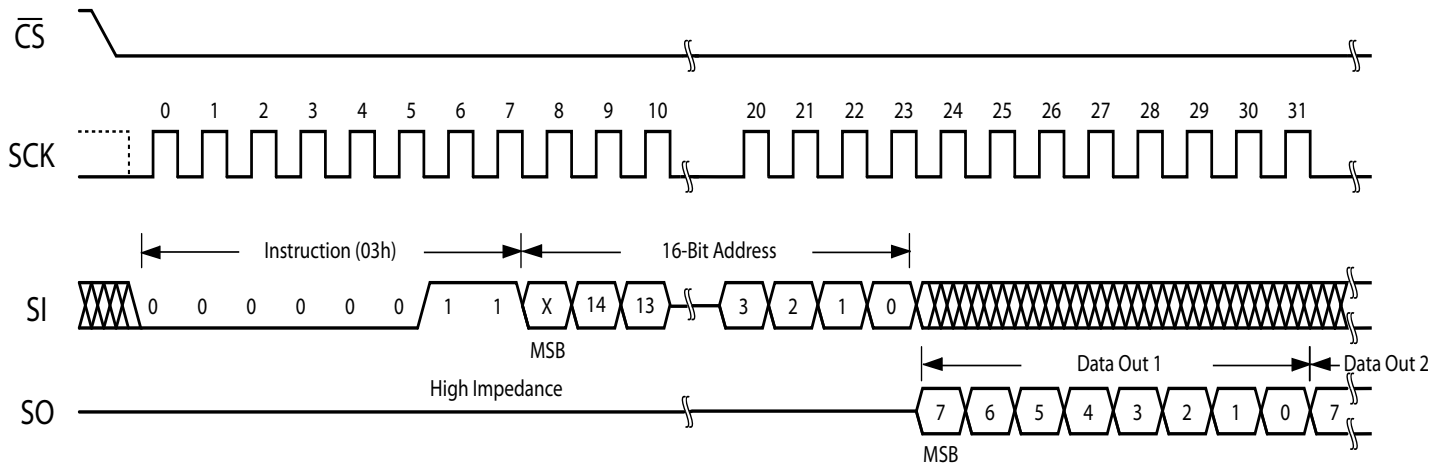 CS
0 1 2 3 4 5 6 7 8 9 10 20 21 22 23 24 25 26 27 28 29 30 31
SCK
Instruction (03h) 16-Bit Address
SI 0 0 0 0 0 0 1 1 X 14 13 3 2 1 0
MSB
Data Out 1 Data Out 2
High Impedance
SO 7 6 5 4 3 2 1 0 7
MSB